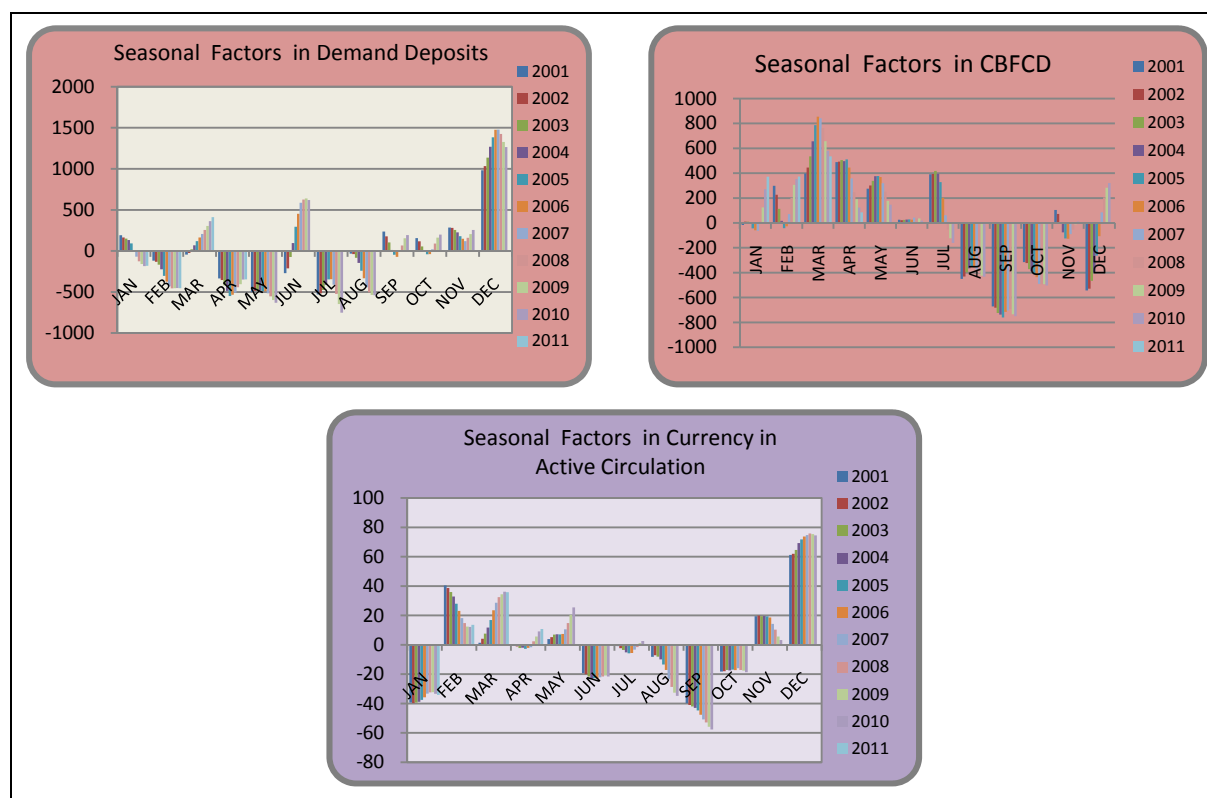 Seasonal Factors in Demand Deposits
2000
1500
1000
500
0
-500
-1000
JAN
FEB
MAR
APR
MAY
JUN
JUL
AUG
SEP
OCT
NOV
DEC
2001
2002
2003
2004
2005
2006
2007
2008
2009
2010
2011
Seasonal Factors in CBFCD
1000
800
600
400
200
0
-200
-400
-600
-800
-1000
JAN
FEB
MAR
APR
MAY
JUN
JUL
AUG
SEP
OCT
NOV
DEC
2001
2002
2003
2004
2005
2006
2007
2008
2009
2010
2011
Seasonal Factors in Currency in
Active Circulation
100
80
60
40
20
0
-20
-40
-60
-80
JAN
FEB
MAR
APR
MAY
JUN
JUL
AUG
SEP
OCT
NOV
DEC
2001
2002
2003
2004
2005
2006
2007
2008
2009
2010
2011